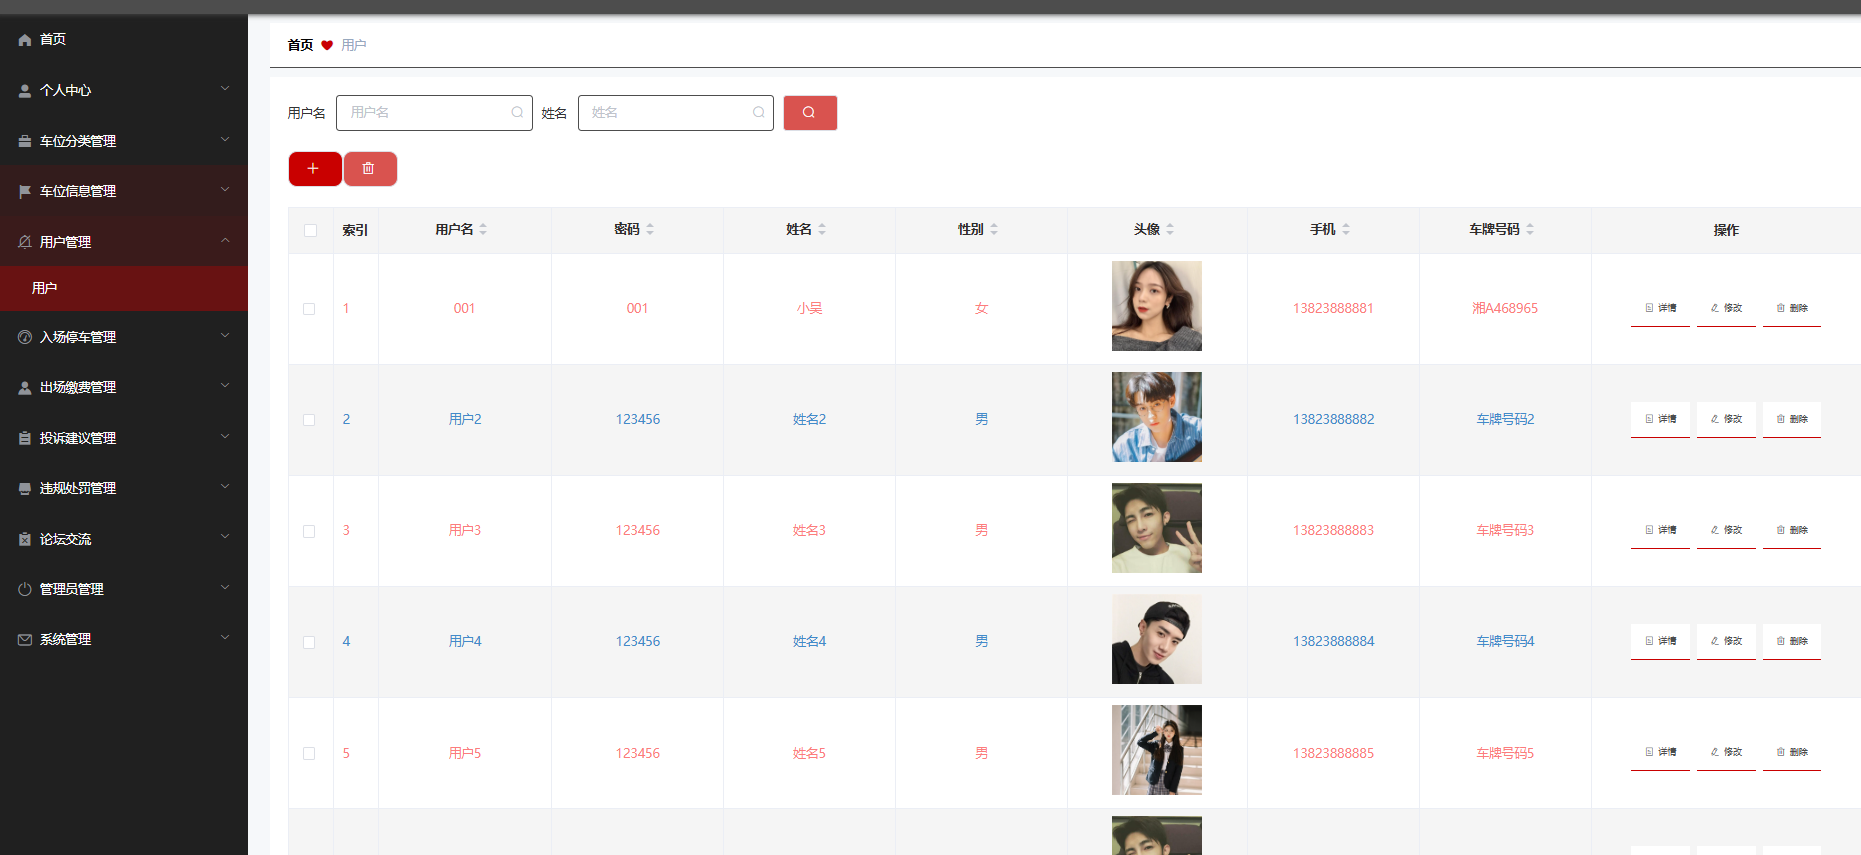 首页
个人中心
车位分类管理
车位信息管理
用户管理
用户
入场停车管理
出场缴费管理
投诉建议管理
违规处罚管理
论坛交流
管理员管理
系统管理
首页 用户
用户名 用户名 姓名 姓名
索引 用户名 密码 姓名 性别 头像 手机 车牌号码 操作
1 001 001 小昊 女 13823888881 湘A468965 详情 修改 删除
2 用户2 123456 姓名2 男 13823888882 车牌号码2 详情 修改 删除
3 用户3 123456 姓名3 男 13823888883 车牌号码3 详情 修改 删除
4 用户4 123456 姓名4 男 13823888884 车牌号码4 详情 修改 删除
5 用户5 123456 姓名5 男 13823888885 车牌号码5 详情 修改 删除